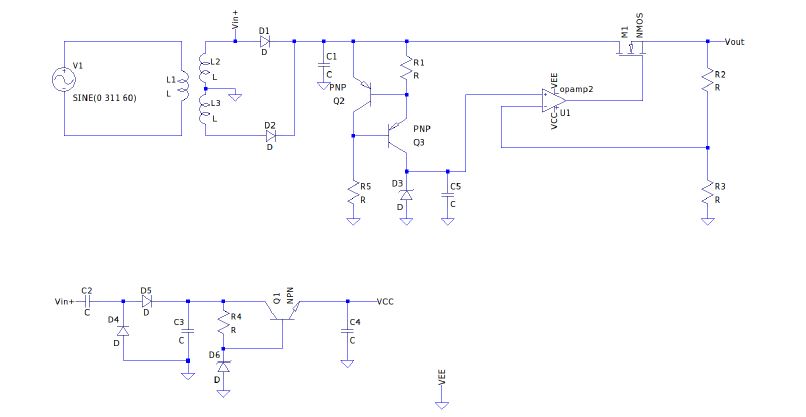 Vin+
D1
D
M1
NMOS
Vout
V1
SINE(0 311 60)
L1
L
L2
L
L3
L
D2
D
C1
C
PNP
Q2
R1
R
PNP
Q3
R5
R
D3
D
C5
C
VEE
opamp2
VCC
U1
R2
R
R3
R
Vin+
C2
C
D5
D
D4
D
C3
C
R4
R
D6
D
Q1
NPN
C4
C
VCC
VEE